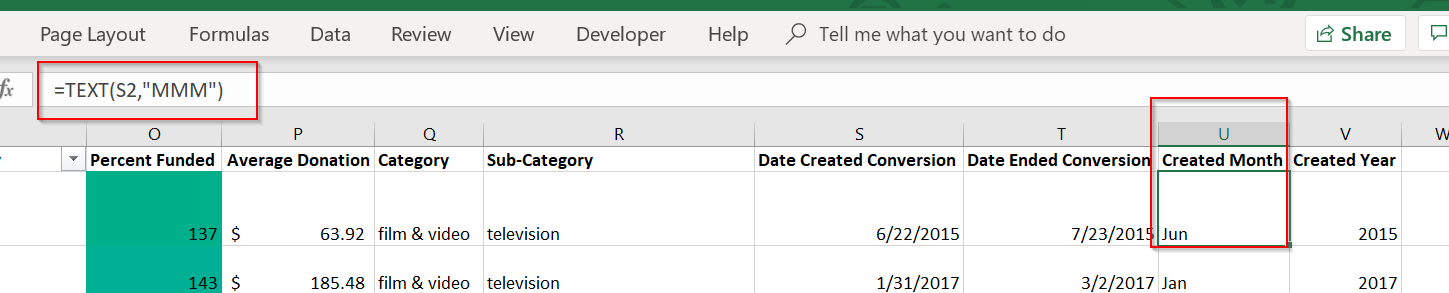 Page Layout Formulas Data Review View Developer Help Tell me what you want to do Share
fx =TEXT(S2,"MMM")
O P Q R S T U V W
Percent Funded Average Donation Category Sub-Category Date Created Conversion Date Ended Conversion Created Month Created Year
137 $ 63.92 film & video television 6/22/2015 7/23/2015 Jun 2015
143 $ 185.48 film & video television 1/31/2017 3/2/2017 Jan 2017